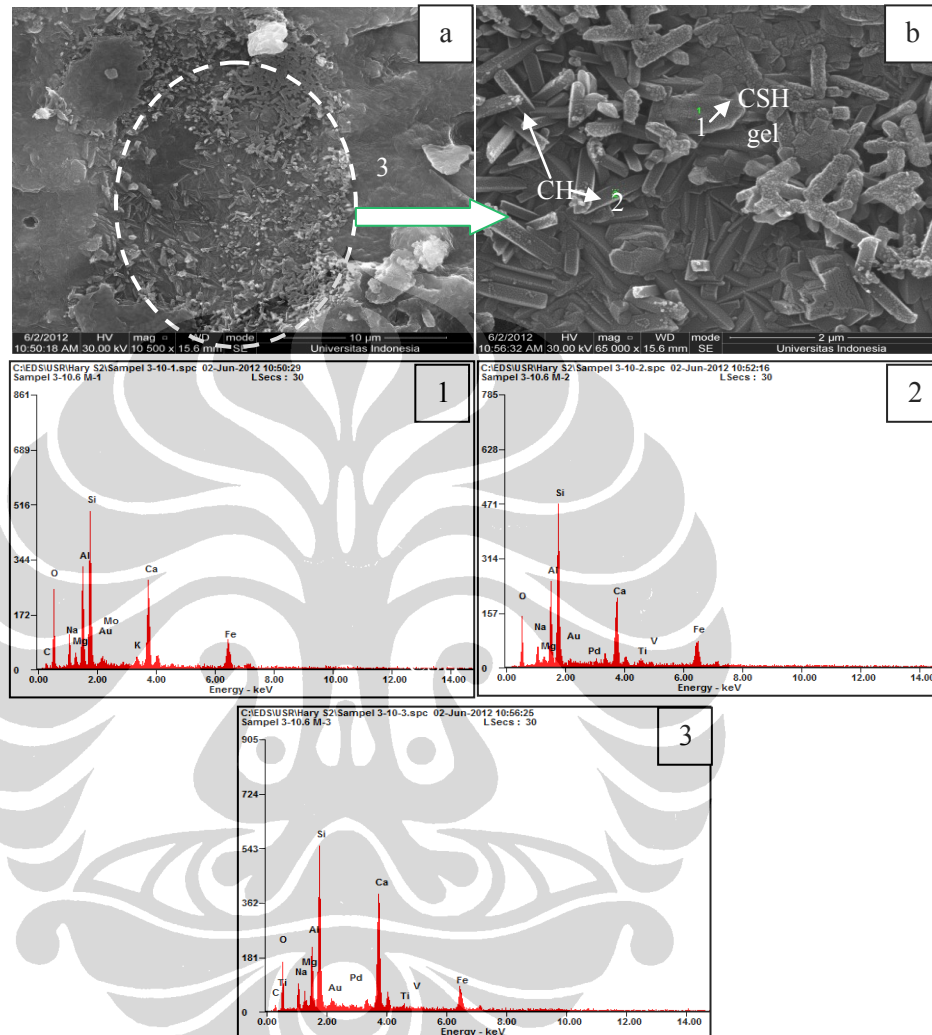 a
3
6/2/2012 HV mag □ WD mode 10 µm
10:50:18 AM 30.00 kV 10 500 x 15.6 mm SE Universitas Indonesia
b
1
CSH
gel
CH
2
6/2/2012 HV mag □ WD mode 2 µm
10:56:32 AM 30.00 kV 65 000 x 15.6 mm SE Universitas Indonesia
C:\EDS\USR\Hary S2\Sampel 3-10-1.spc 02-Jun-2012 10:50:29
Sampel 3-10.6 M-1 LSecs : 30
1
861
689
516
344
172
0
C O Na Mg Al Si Au Mo K Ca Fe
0.00 2.00 4.00 6.00 8.00 10.00 12.00 14.00
Energy - keV
C:\EDS\USR\Hary S2\Sampel 3-10-2.spc 02-Jun-2012 10:52:16
Sampel 3-10.6 M-2 LSecs : 30
2
785
628
471
314
157
0
O Na Mg Al Si Au Pd Ca Ti V Fe
0.00 2.00 4.00 6.00 8.00 10.00 12.00 14.00
Energy - keV
C:\EDS\USR\Hary S2\Sampel 3-10-3.spc 02-Jun-2012 10:56:25
Sampel 3-10.6 M-3 LSecs : 30
3
905
724
543
362
181
0
C Ti O Na Mg Al Si Au Pd Ca Ti V Fe
0.00 2.00 4.00 6.00 8.00 10.00 12.00 14.00
Energy - keV